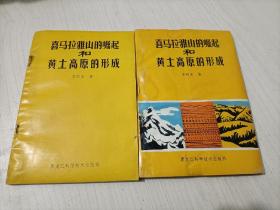 喜马拉雅山的崛起
和
黄土高原的形成
著
喜马拉雅山的崛起
和
黄土高原的形成
著
黑龙江科学技术出版社
黑龙江科学技术出版社